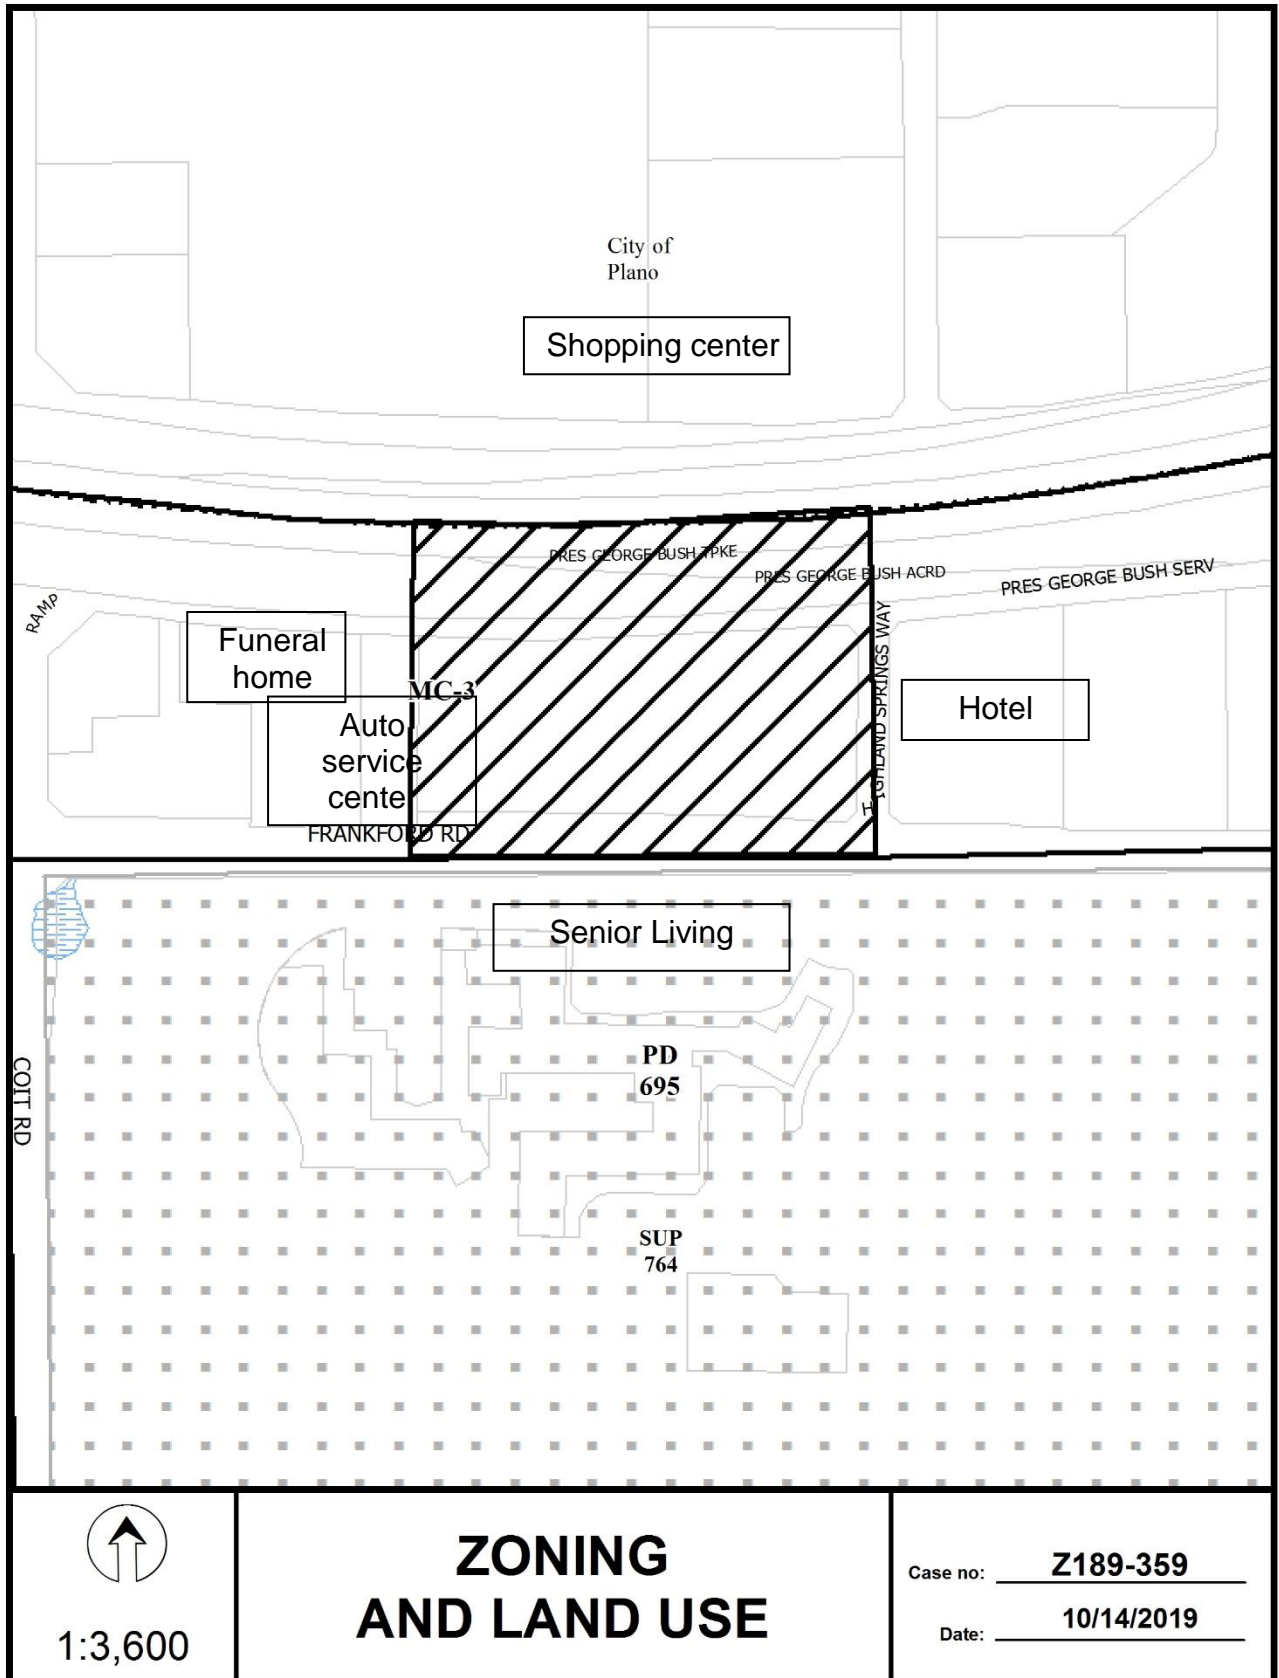 City of
Plano
Shopping center
PRES GEORGE BUSH TPKE
PRES GEORGE BUSH ACRD
PRES GEORGE BUSH SERV
RAMP
Funeral
home
MC-3
HIGHLAND SPRINGS WAY
Hotel
Auto
service
center
FRANKFORD RD
Senior Living
PD
695
COIT RD
SUP
764
1:3,600
ZONING
AND LAND USE
Case no: Z189-359
Date: 10/14/2019